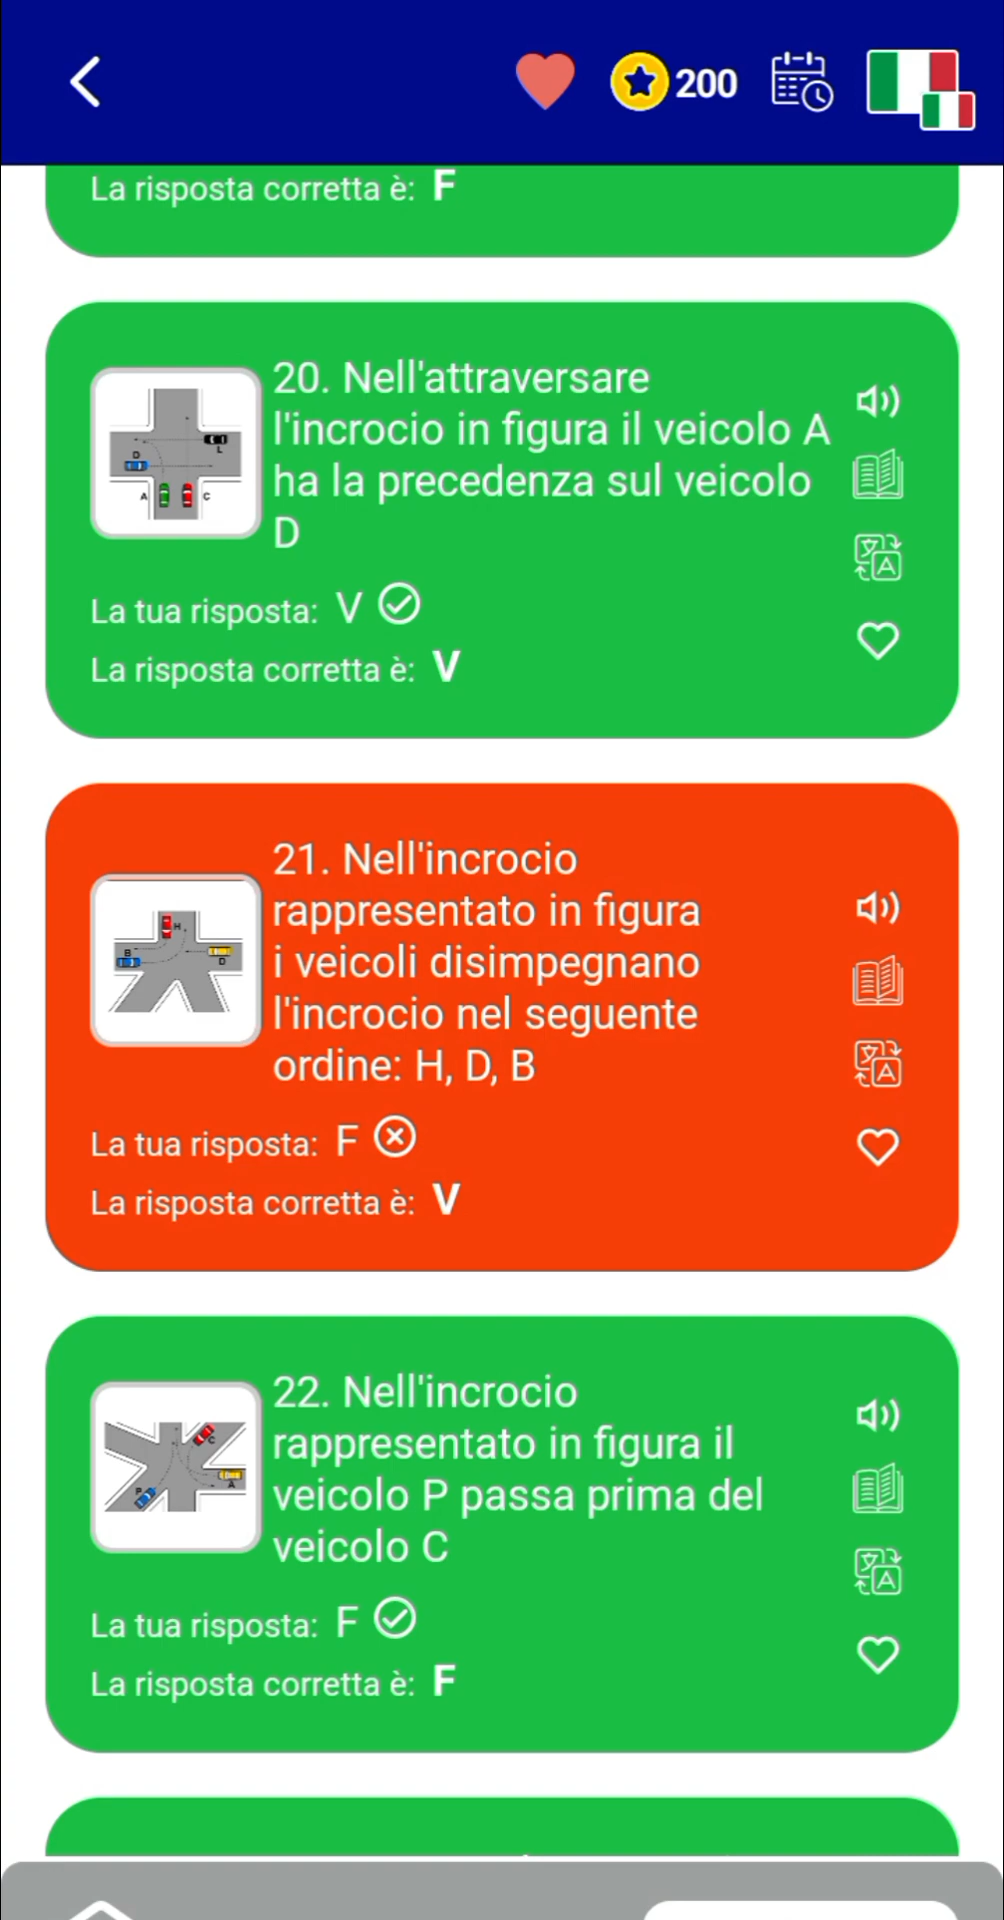 200
La risposta corretta è: F
20. Nell'attraversare
l'incrocio in figura il veicolo A
ha la precedenza sul veicolo
D
D
L
A
C
La tua risposta: V
La risposta corretta è: V
21. Nell'incrocio
rappresentato in figura
i veicoli disimpegnano
l'incrocio nel seguente
ordine: H, D, B
H
B
D
La tua risposta: F
La risposta corretta è: V
22. Nell'incrocio
rappresentato in figura il
veicolo P passa prima del
veicolo C
C
A
P
La tua risposta: F
La risposta corretta è: F